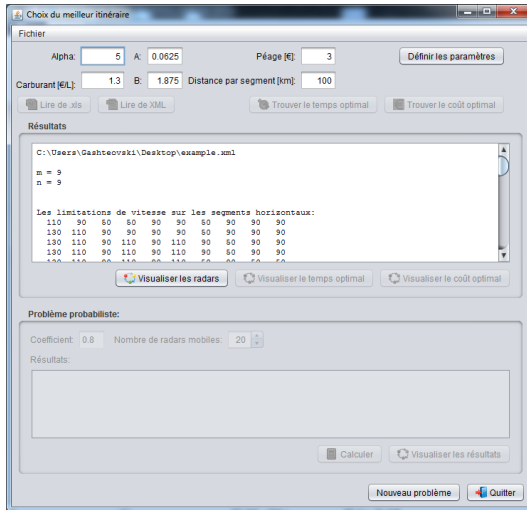 Choix du meilleur itinéraire
Fichier
Alpha: 5 A: 0.0625 Péage [€]: 3 Définir les paramètres
Carburant [€/L]: 1.3 B: 1.875 Distance par segment [km]: 100
Lire de .xls Lire de XML Trouver le temps optimal Trouver le coût optimal
Résultats
C:\Users\Gashteovski\Desktop\example.xml
m = 9
n = 9
Les limitations de vitesse sur les segments horizontaux:
110 90 50 50 90 90 50 90 90
130 110 90 90 90 50 50 90 90
130 110 90 110 90 110 90 50 90 90
130 110 90 110 90 110 90 90 90
Visualiser les radars Visualiser le temps optimal Visualiser le coût optimal
Problème probabiliste:
Coefficient: 0.8 Nombre de radars mobiles: 20
Résultats:
Calculer Visualiser les résultats
Nouveau problème Quitter